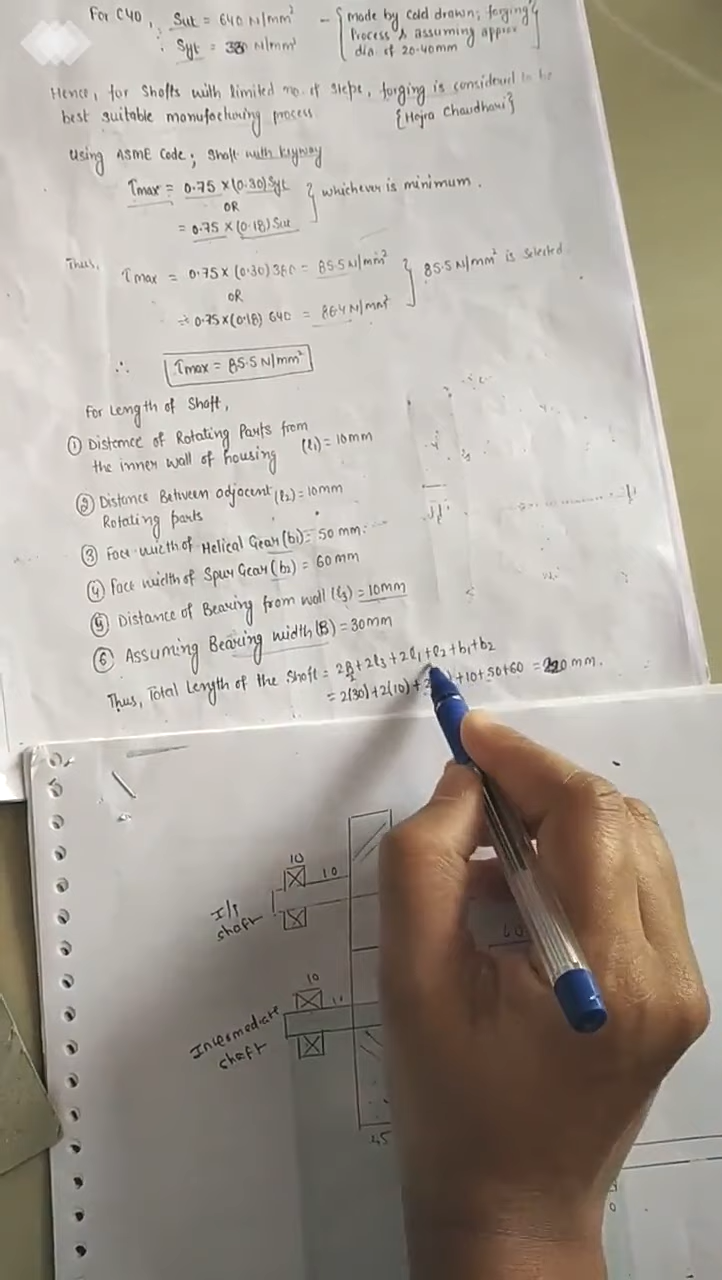 For C40, Sut = 640 N/mm² - {made by cold drawn; forging
: Syt = 380 N/mm² Process & assuming approx
dia. of 20-40mm}
Hence, for shafts with limited no. of steps, forging is considered to be
best suitable manufacturing process {Hajra Chaudhari}
Using ASME Code; Shaft with keyway
τmax = 0.75 × (0.30) Syt } whichever is minimum.
OR
= 0.75 × (0.18) Sut
Thus, τmax = 0.75 × (0.30) 380 = 85.5 N/mm² } 85.5 N/mm² is selected
OR
= 0.75×(0.18) 640 = 86.4 N/mm²
∴ τmax = 85.5 N/mm²
For Length of Shaft,
① Distance of Rotating Parts from
the inner wall of housing (l1) = 10mm
② Distance Between adjacent (l2) = 10mm
Rotating parts
③ Face width of Helical Gear (b1) = 50 mm.
④ Face width of Spur Gear (b2) = 60 mm
⑤ Distance of Bearing from wall (l3) = 10mm
⑥ Assuming Bearing width (B) = 30mm
Thus, Total Length of the Shaft = 2B + 2l3 + 2l1 + l2 + b1 + b2
= 2(30) + 2(10) + +10+50+60 = 220 mm.
10
10
I/p
shaft
10
Intermediate
shaft
45